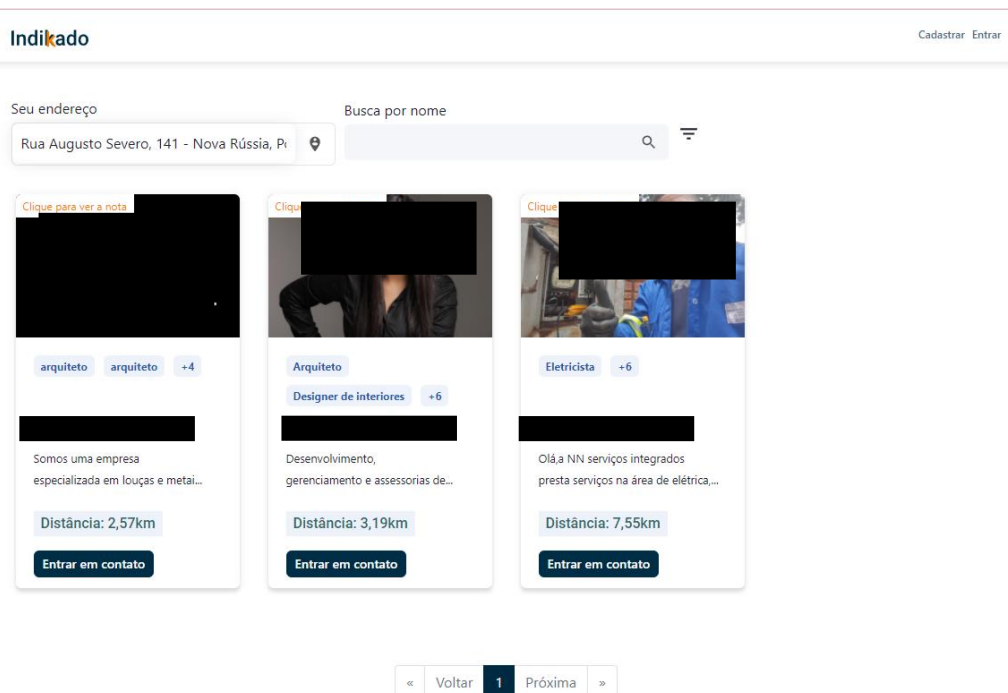 Indikado
Cadastrar Entrar
Seu endereço
Busca por nome
Rua Augusto Severo, 141 - Nova Rússia, Po
Clique para ver a nota
Cliqu
Clique
arquiteto arquiteto +4
Arquiteto
Designer de interiores +6
Eletricista +6
Somos uma empresa
especializada em louças e metai...
Desenvolvimento,
gerenciamento e assessorias de...
Olá,a NN serviços integrados
presta serviços na área de elétrica,...
Distância: 2,57km
Distância: 3,19km
Distância: 7,55km
Entrar em contato
Entrar em contato
Entrar em contato
« Voltar 1 Próxima »